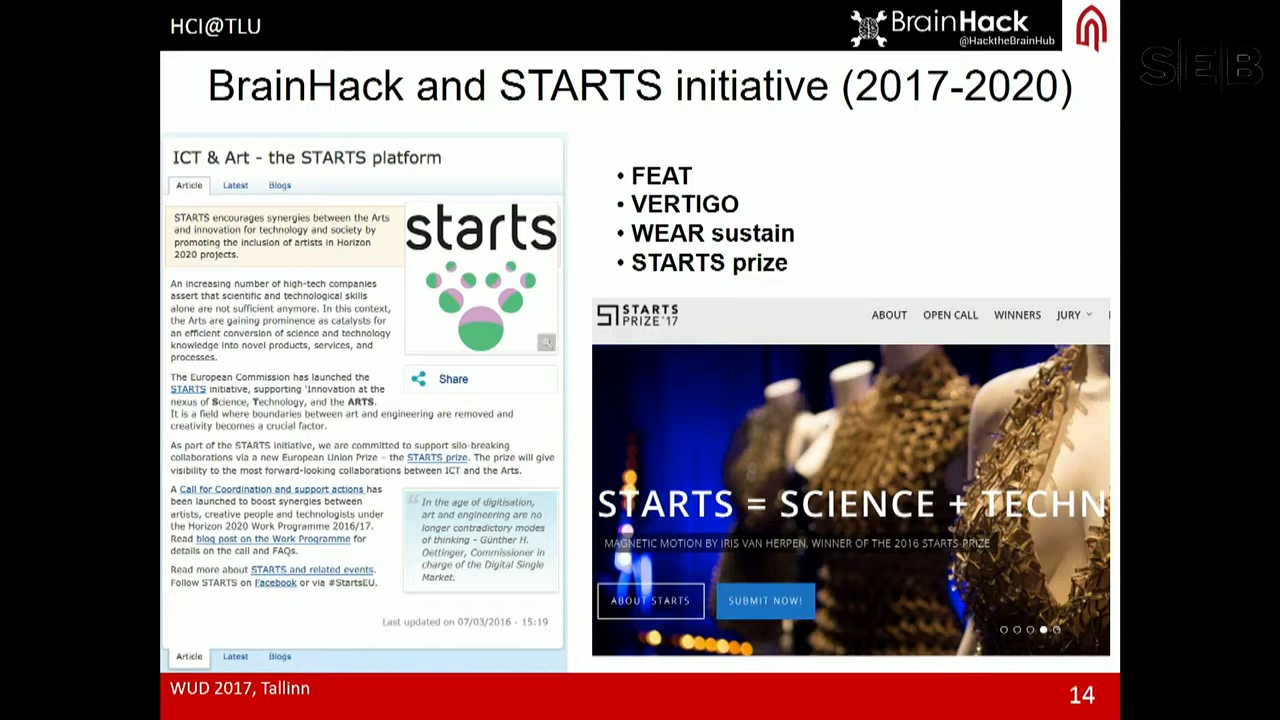 HCI@TLU
BrainHack
@HacktheBrainHub
SEB
BrainHack and STARTS initiative (2017-2020)
ICT & Art - the STARTS platform
Article Latest Blogs
STARTS encourages synergies between the Arts
and innovation for technology and society by
promoting the inclusion of artists in Horizon
2020 projects.
starts
An increasing number of high-tech companies
assert that scientific and technological skills
alone are not sufficient anymore. In this context,
the Arts are gaining prominence as catalysts for
an efficient conversion of science and technology
knowledge into novel products, services, and
processes.
Share
The European Commission has launched the
STARTS initiative, supporting 'Innovation at the
nexus of Science, Technology, and the ARTS.
It is a field where boundaries between art and engineering are removed and
creativity becomes a crucial factor.
As part of the STARTS initiative, we are committed to support silo-breaking
collaborations via a new European Union Prize – the STARTS prize. The prize will give
visibility to the most forward-looking collaborations between ICT and the Arts.
A Call for Coordination and support actions has
been launched to boost synergies between
artists, creative people and technologists under
the Horizon 2020 Work Programme 2016/17.
Read blog post on the Work Programme for
details on the call and FAQs.
Read more about STARTS and related events.
Follow STARTS on Facebook or via #StartsEU.
In the age of digitisation,
art and engineering are no
longer contradictory modes
of thinking - Günther H.
Oettinger, Commissioner in
charge of the Digital Single
Market.
Last updated on 07/03/2016 - 15:19
Article Latest Blogs
• FEAT
• VERTIGO
• WEAR sustain
• STARTS prize
STARTS
PRIZE'17
ABOUT OPEN CALL WINNERS JURY
STARTS = SCIENCE + TECHN
MAGNETIC MOTION BY IRIS VAN HERPEN, WINNER OF THE 2016 STARTS-PRIZE
ABOUT STARTS SUBMIT NOW!
WUD 2017, Tallinn
14